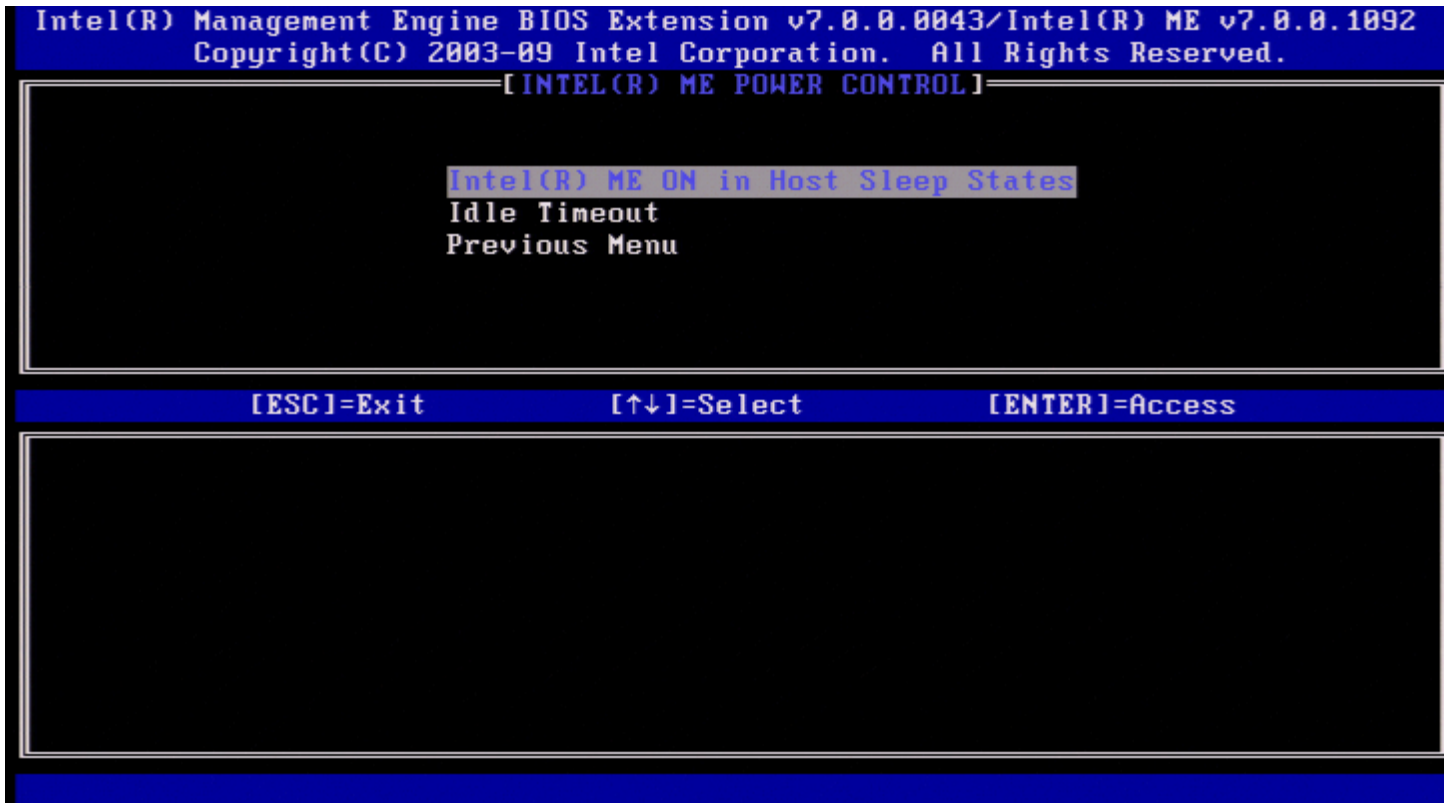 Intel(R) Management Engine BIOS Extension v7.0.0.0043/Intel(R) ME v7.0.0.1092
Copyright(C) 2003-09 Intel Corporation. All Rights Reserved.
[INTEL(R) ME POWER CONTROL]
Intel(R) ME ON in Host Sleep States
Idle Timeout
Previous Menu
[ESC]=Exit [↑↓]=Select [ENTER]=Access